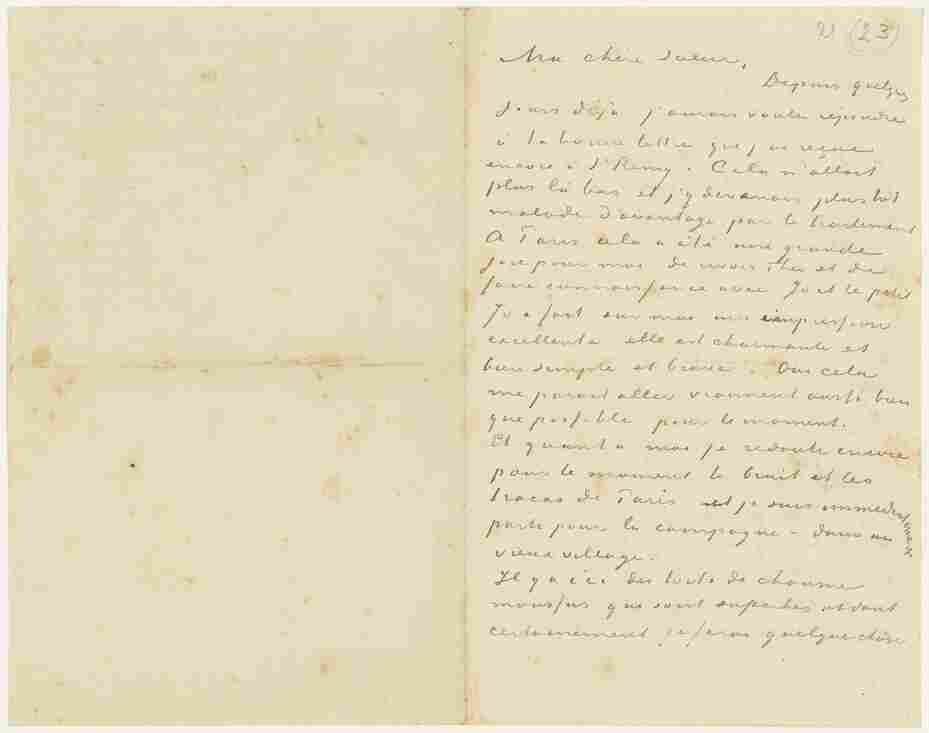 21 (23)
Ma chère soeur,
Depuis quelques
jours déjà j'aurais voulu répondre
à ta bonne lettre que j'ai reçue
encore à St Remy. Cela n'allait
plus là bas et j'y devenais plustôt
malade d'avantage par le traitement
A Paris cela a été une grande
joie pour moi de revoir Theo et de
faire connaissance avec Jo et le petit
Jo a fait sur moi une impression
excellente elle est charmante et
bien simple et brave. Oui cela
me parait aller vraiment aussi bien
que possible pour le moment.
Et quant à moi je redoute encore
pour le moment le bruit et les
tracas de Paris et je suis immediatement
parti pour la campagne – dans un
vieux village.
Il y a ici des toits de chaume
moussus qui sont superbes et dont
certainement je ferai quelque chose